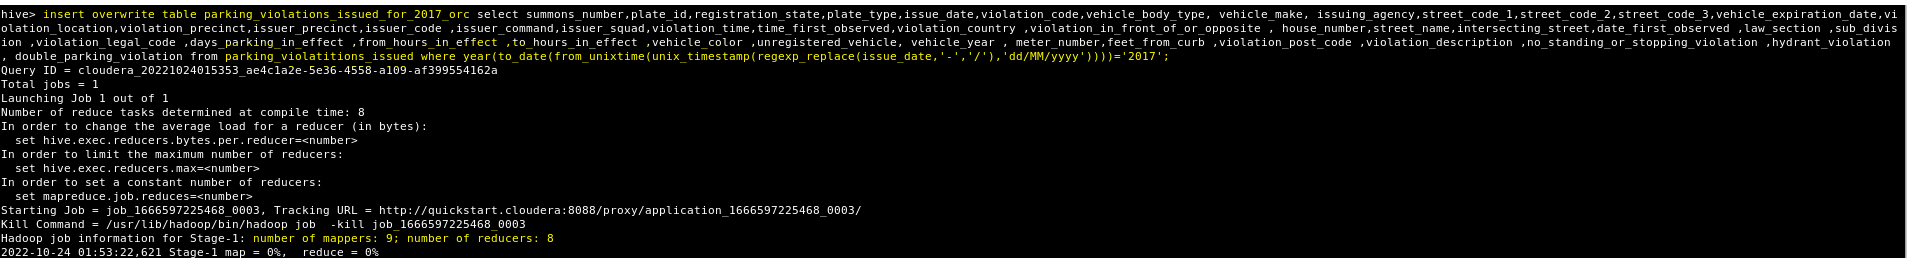 hive> insert overwrite table parking_violations_issued_for_2017_orc select summons_number,plate_id,registration_state,plate_type,issue_date,violation_code,vehicle_body_type, vehicle_make, issuing_agency,street_code_1,street_code_2,street_code_3,vehicle_expiration_date,vi
olation_location,violation_precinct,issuer_precinct,issuer_code ,issuer_command,issuer_squad,violation_time,time_first_observed,violation_country ,violation_in_front_of_or_opposite , house_number,street_name,intersecting_street,date_first_observed ,law_section ,sub_divis
ion ,violation_legal_code ,days_parking_in_effect ,from_hours_in_effect ,to_hours_in_effect ,vehicle_color ,unregistered_vehicle, vehicle_year , meter_number,feet_from_curb ,violation_post_code ,violation_description ,no_standing_or_stopping_violation ,hydrant_violation
, double_parking_violation from parking_violatitions_issued where year(to_date(from_unixtime(unix_timestamp(regexp_replace(issue_date,'-','/'),'dd/MM/yyyy'))))='2017';
Query ID = cloudera_20221024015353_ae4c1a2e-5e36-4558-a109-af399554162a
Total jobs = 1
Launching Job 1 out of 1
Number of reduce tasks determined at compile time: 8
In order to change the average load for a reducer (in bytes):
  set hive.exec.reducers.bytes.per.reducer=<number>
In order to limit the maximum number of reducers:
  set hive.exec.reducers.max=<number>
In order to set a constant number of reducers:
  set mapreduce.job.reduces=<number>
Starting Job = job_1666597225468_0003, Tracking URL = http://quickstart.cloudera:8088/proxy/application_1666597225468_0003/
Kill Command = /usr/lib/hadoop/bin/hadoop job  -kill job_1666597225468_0003
Hadoop job information for Stage-1: number of mappers: 9; number of reducers: 8
2022-10-24 01:53:22,621 Stage-1 map = 0%,  reduce = 0%